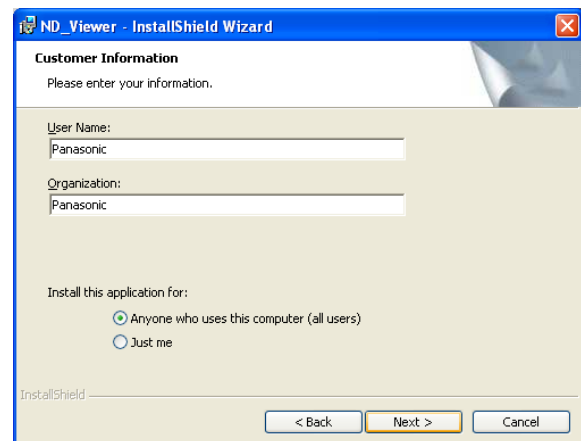 ND_Viewer - InstallShield Wizard
Customer Information
Please enter your information.
User Name:
Panasonic
Organization:
Panasonic
Install this application for:
Anyone who uses this computer (all users)
Just me
InstallShield
< Back Next > Cancel